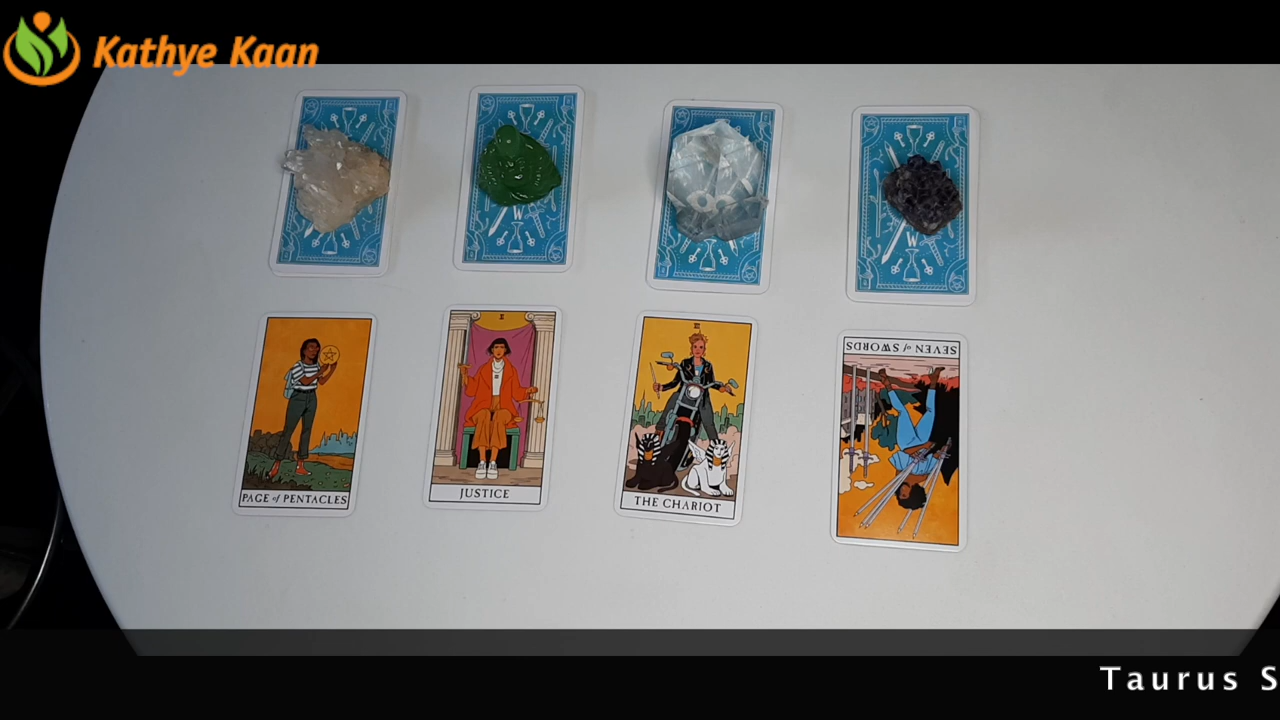 Kathye Kaan
W
W
PAGE of PENTACLES
JUSTICE
THE CHARIOT
SEVEN of SWORDS
Taurus S